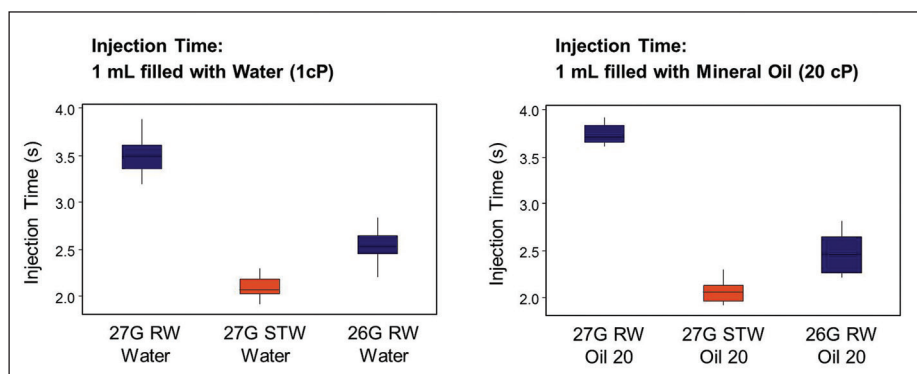 Injection Time:
1 mL filled with Water (1cP)
Injection Time (s)
4.0
3.5
3.0
2.5
2.0
27G RW
Water
27G STW
Water
26G RW
Water
Injection Time:
1 mL filled with Mineral Oil (20 cP)
Injection Time (s)
4.0
3.5
3.0
2.5
2.0
27G RW
Oil 20
27G STW
Oil 20
26G RW
Oil 20